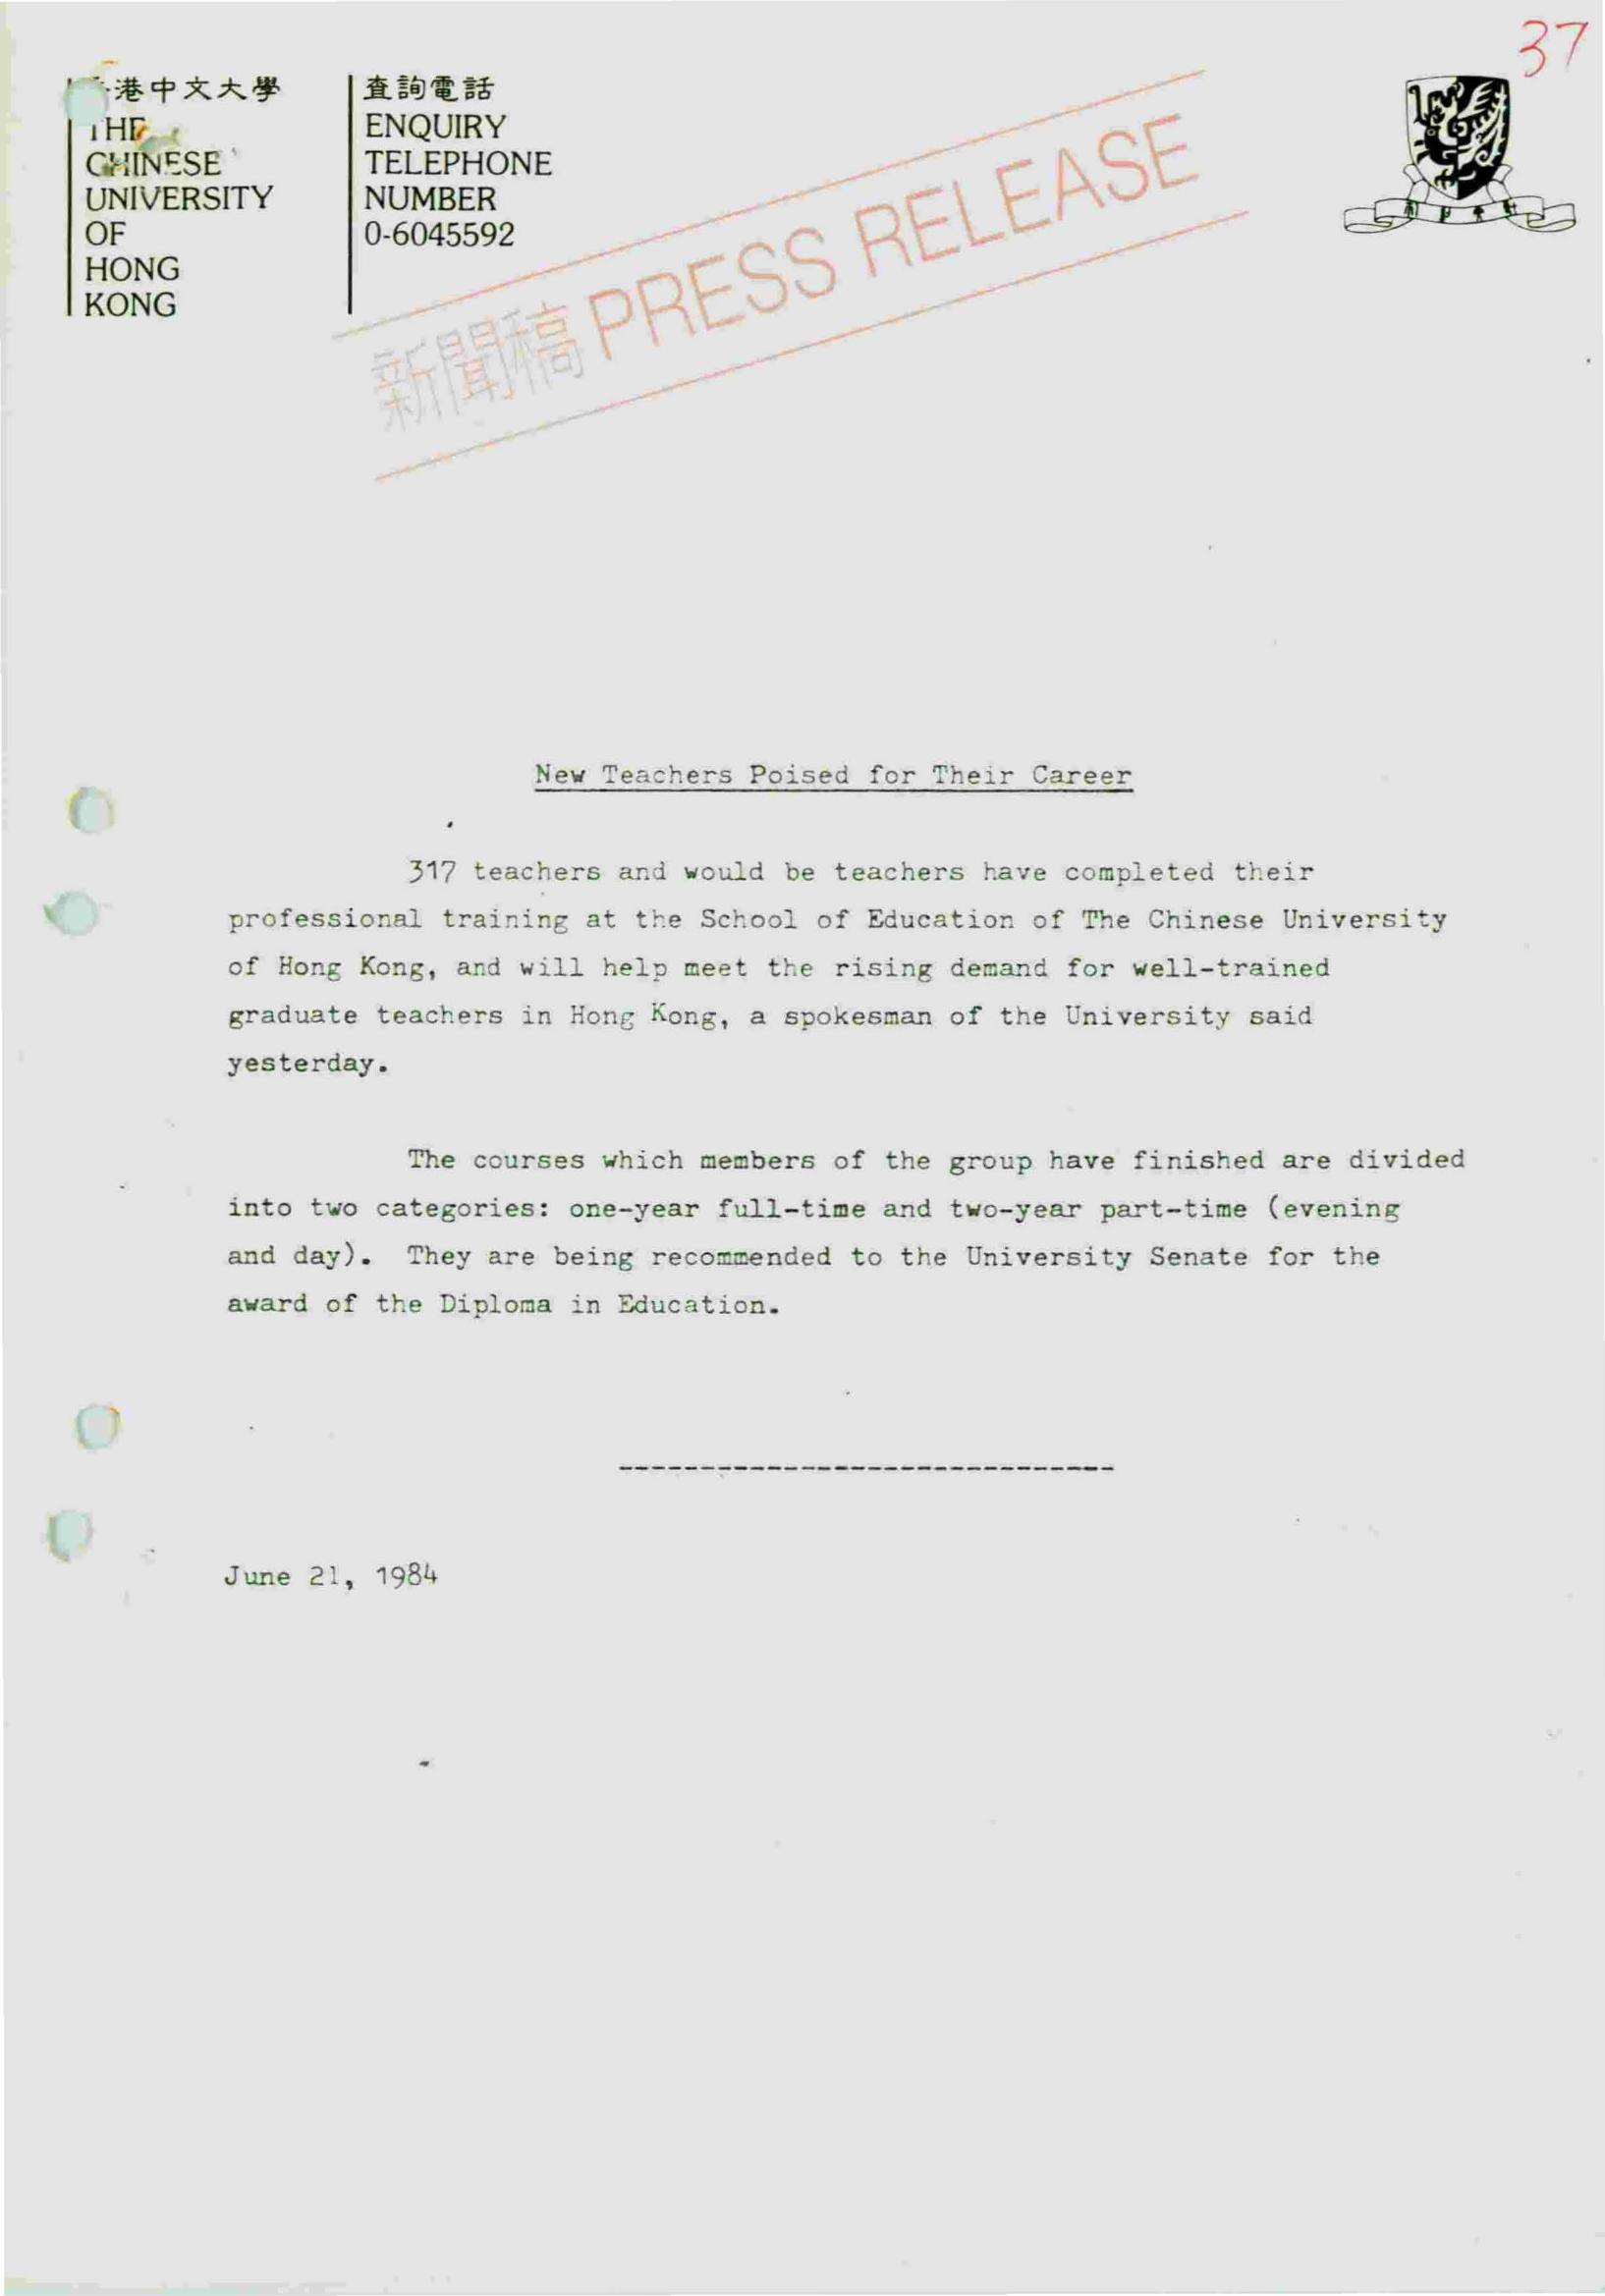 港中文大學
THE
CHINESE
UNIVERSITY
OF
HONG
KONG
查詢電話
ENQUIRY
TELEPHONE
NUMBER
0-6045592
新聞稿 PRESS RELEASE
37
New Teachers Poised for Their Career
317 teachers and would be teachers have completed their
professional training at the School of Education of The Chinese University
of Hong Kong, and will help meet the rising demand for well-trained
graduate teachers in Hong Kong, a spokesman of the University said
yesterday.
The courses which members of the group have finished are divided
into two categories: one-year full-time and two-year part-time (evening
and day). They are being recommended to the University Senate for the
award of the Diploma in Education.
June 21, 1984